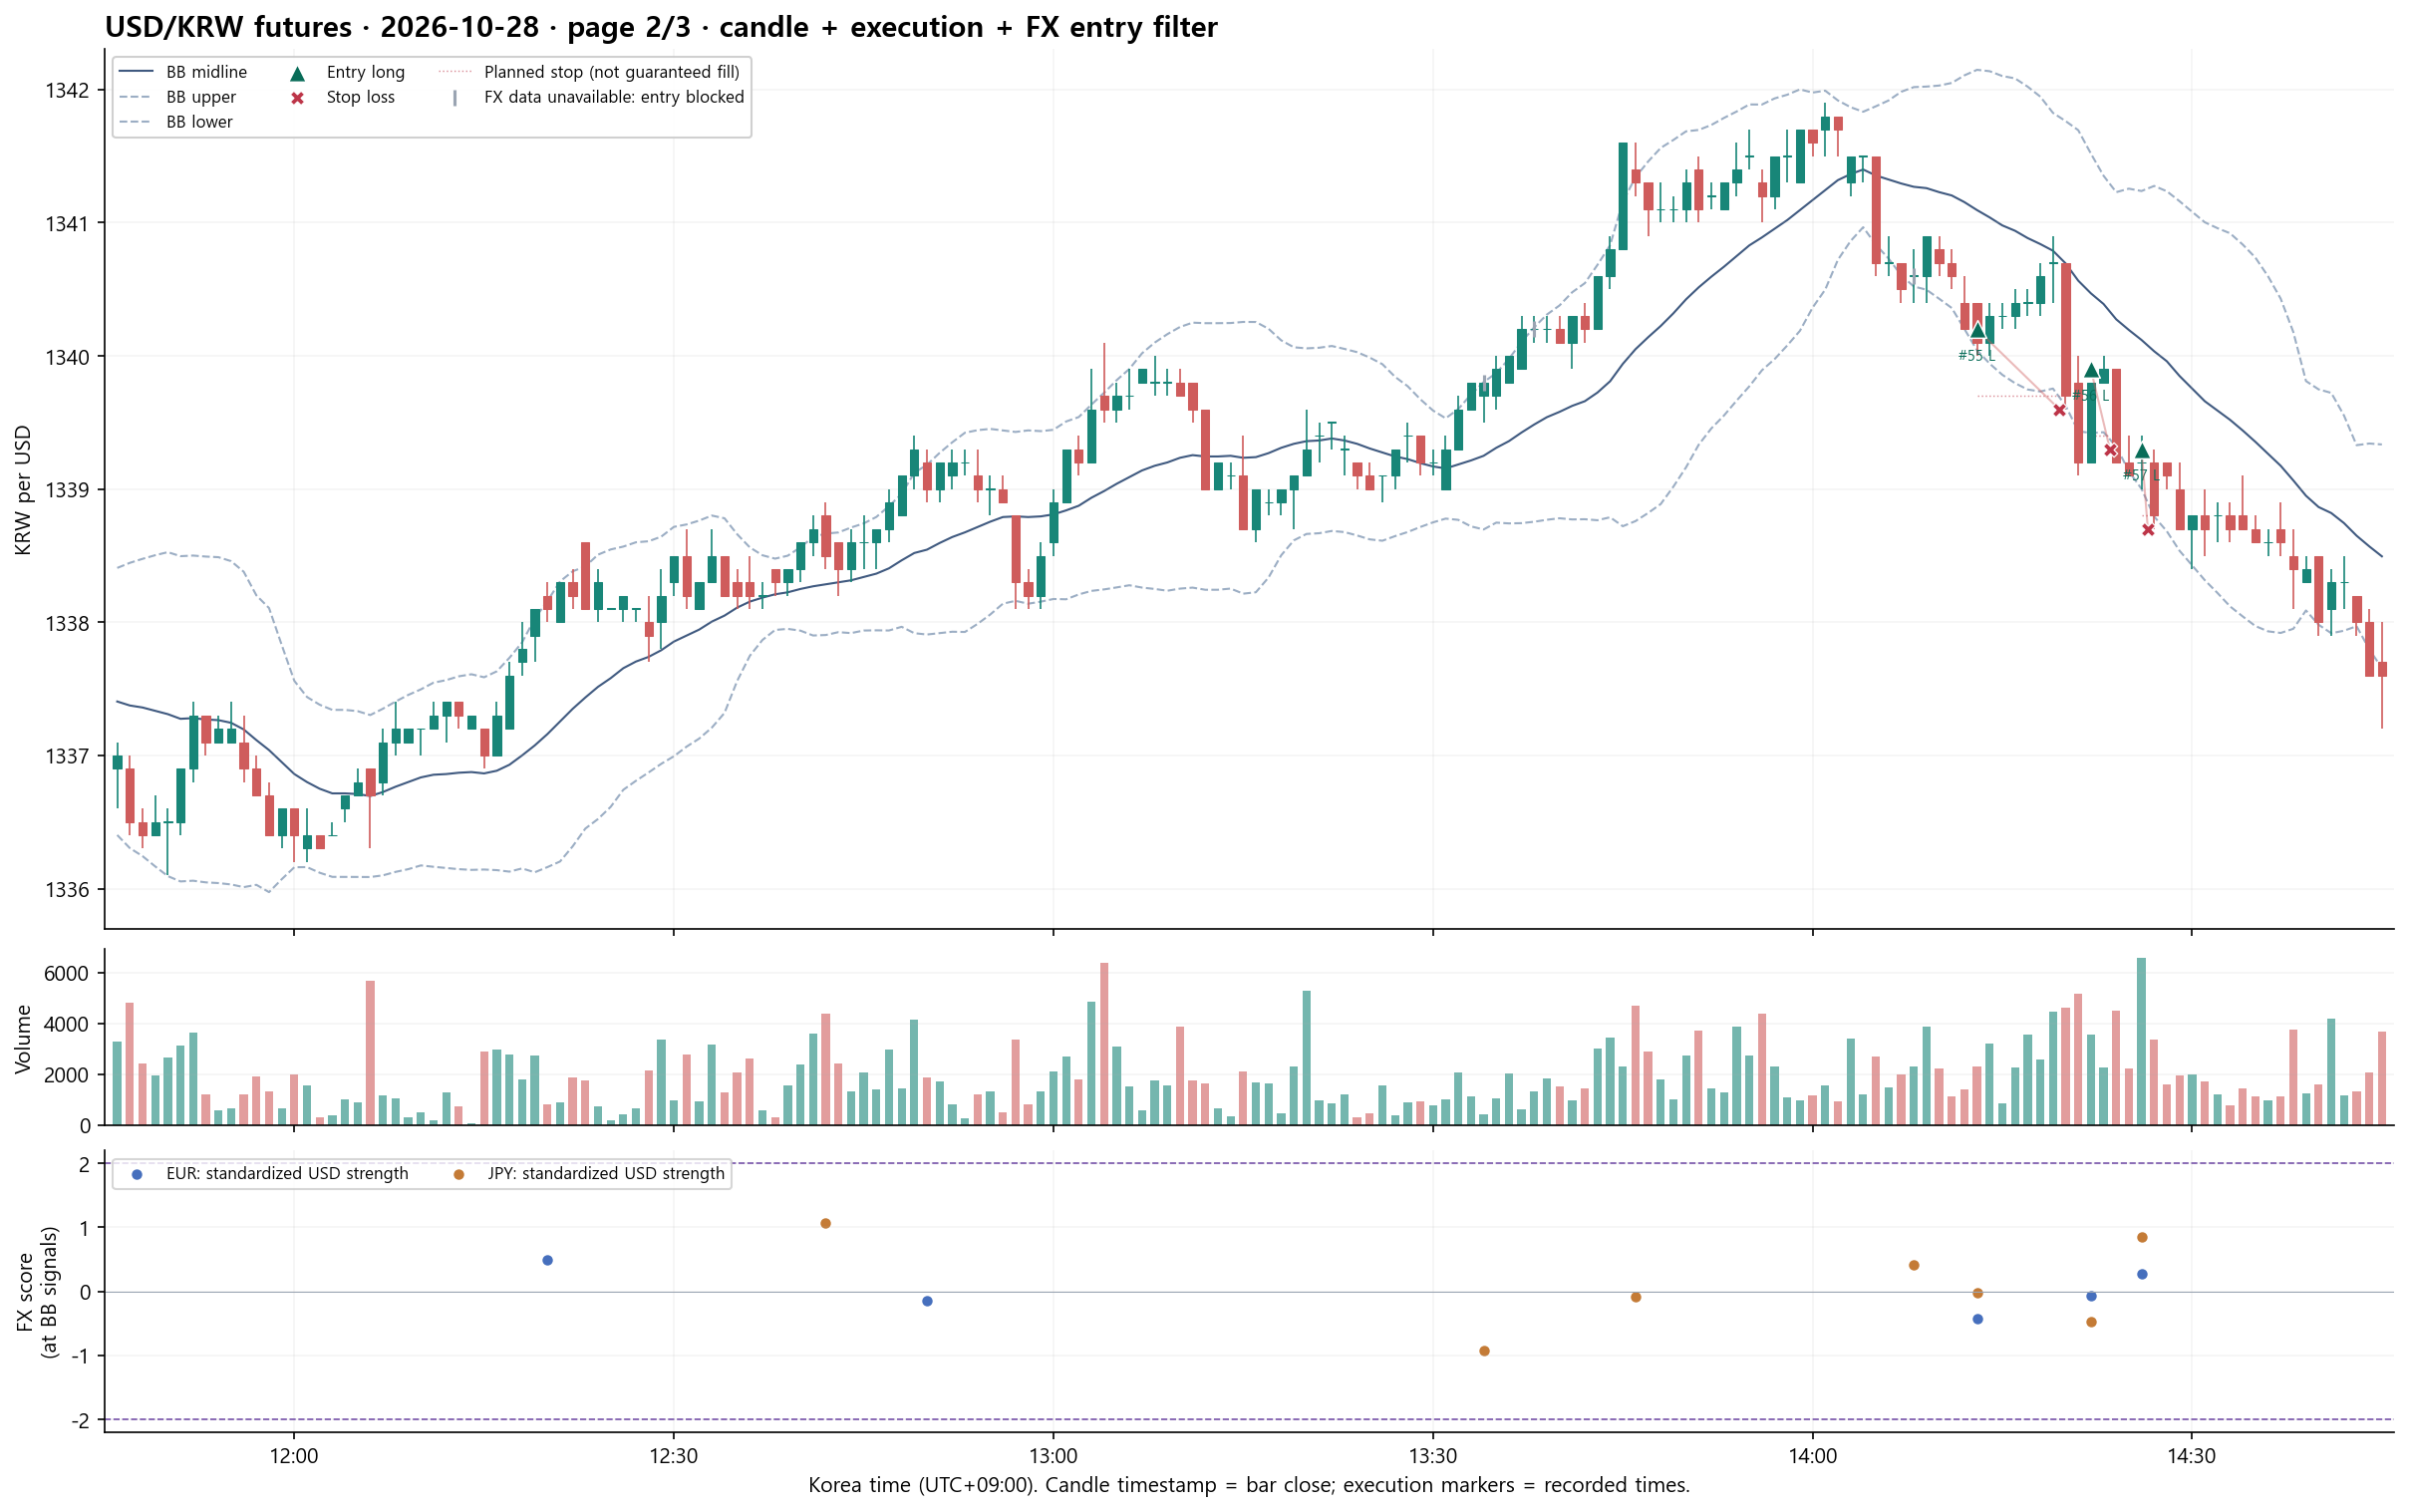 USD/KRW futures · 2026-10-28 · page 2/3 · candle + execution + FX entry filter
BB midline
BB upper
BB lower
Entry long
Stop loss
Planned stop (not guaranteed fill)
FX data unavailable: entry blocked
KRW per USD
1342
1341
1340
1339
1338
1337
1336
#55 L
#56 L
#57 L
Volume
6000
4000
2000
0
EUR: standardized USD strength
JPY: standardized USD strength
FX score
(at BB signals)
2
1
0
-1
-2
12:00
12:30
13:00
13:30
14:00
14:30
Korea time (UTC+09:00). Candle timestamp = bar close; execution markers = recorded times.